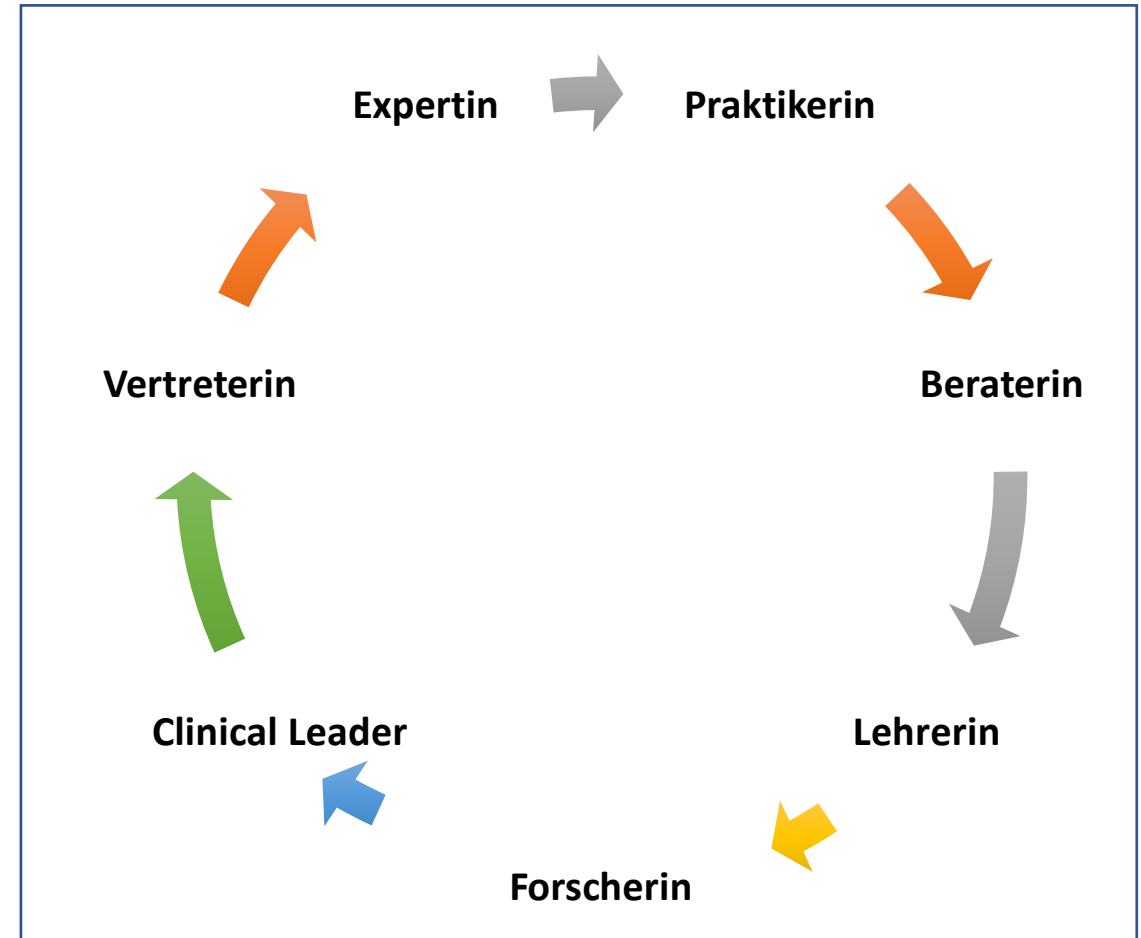 Expertin
Praktikerin
Vertreterin
Beraterin
Clinical Leader
Lehrerin
Forscherin